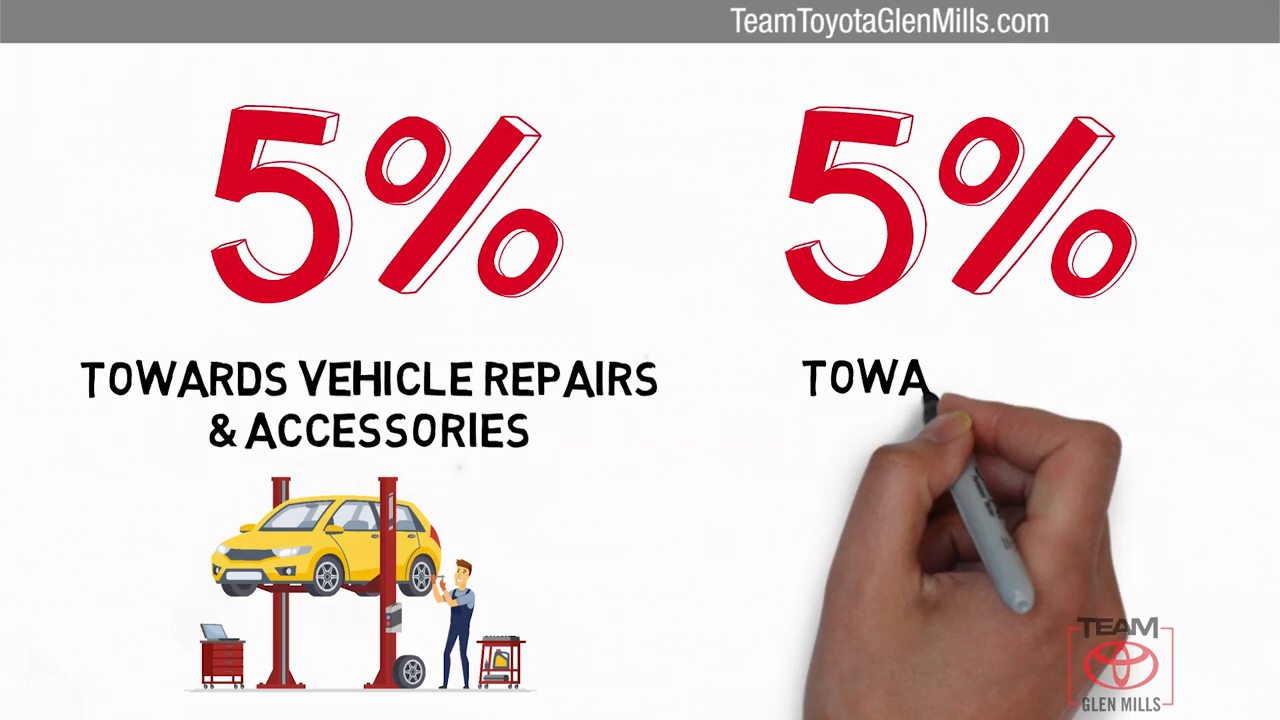 TeamToyotaGlenMills.com
5%
5%
TOWARDS VEHICLE REPAIRS
& ACCESSORIES
TOWA
TEAM
GLEN MILLS